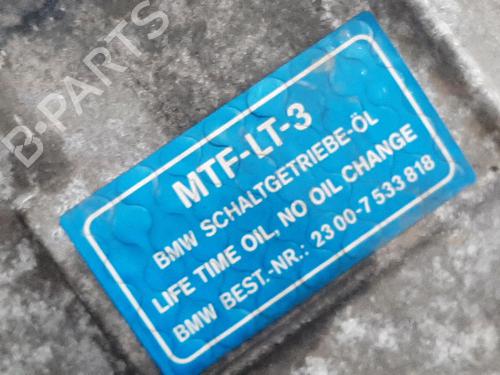 B-PARTS
MTF-LT-3
BMW SCHALTGETRIEBE-ÖL
LIFE TIME OIL, NO OIL CHANGE
BMW BEST.-NR.: 23 00-7 533 818